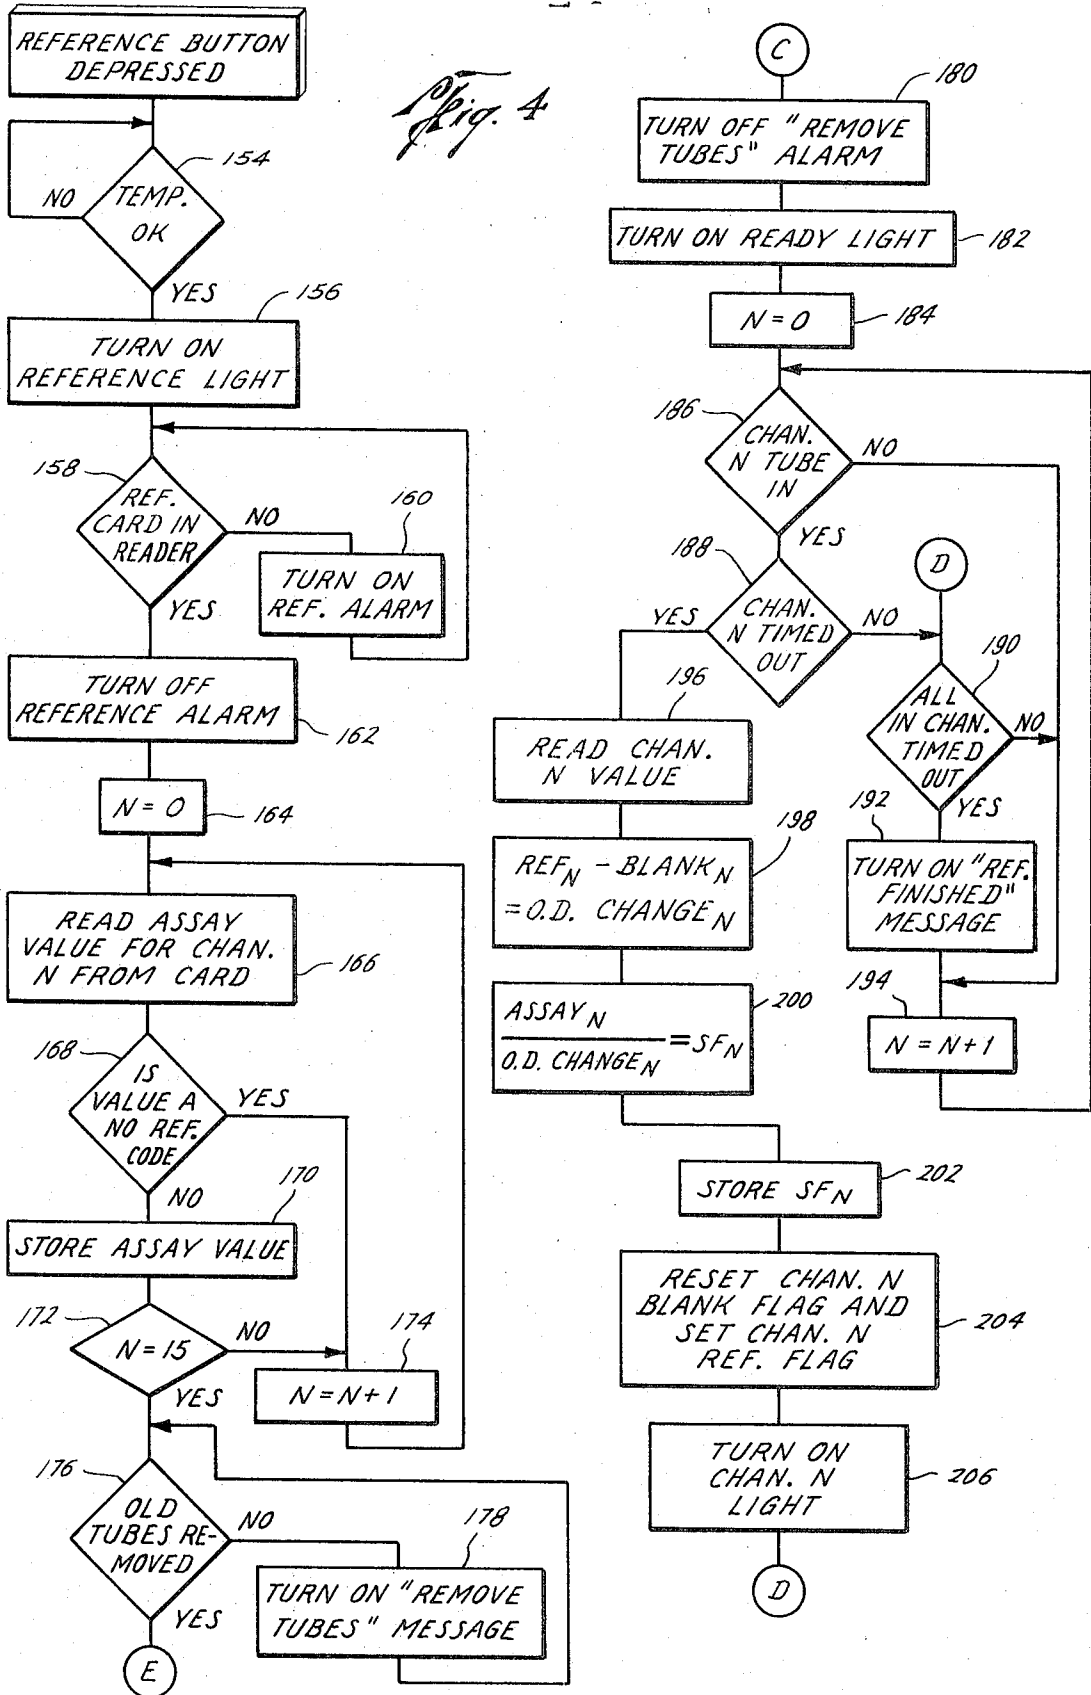 REFERENCE BUTTON
DEPRESSED
Fig. 4
154
TEMP.
OK
NO
YES
156
TURN ON
REFERENCE LIGHT
158
REF.
CARD IN
READER
NO
YES
160
TURN ON
REF. ALARM
TURN OFF
REFERENCE ALARM
162
N = 0
164
READ ASSAY
VALUE FOR CHAN.
N FROM CARD
166
168
IS
VALUE A
NO REF.
CODE
YES
NO
170
STORE ASSAY VALUE
172
N = 15
NO
YES
174
N = N + 1
176
OLD
TUBES RE-
MOVED
NO
YES
178
TURN ON "REMOVE
TUBES" MESSAGE
E
C
180
TURN OFF "REMOVE
TUBES" ALARM
TURN ON READY LIGHT
182
N = 0
184
186
CHAN.
N TUBE
IN
NO
YES
188
CHAN.
N TIMED
OUT
YES
NO
D
190
ALL
IN CHAN.
TIMED
OUT
NO
YES
192
TURN ON "REF.
FINISHED"
MESSAGE
194
N = N + 1
196
READ CHAN.
N VALUE
198
REF_N - BLANK_N
= O.D. CHANGE_N
200
ASSAY_N
O.D. CHANGE_N = SF_N
202
STORE SF_N
RESET CHAN. N
BLANK FLAG AND
SET CHAN. N
REF. FLAG
204
TURN ON
CHAN. N
LIGHT
206
D